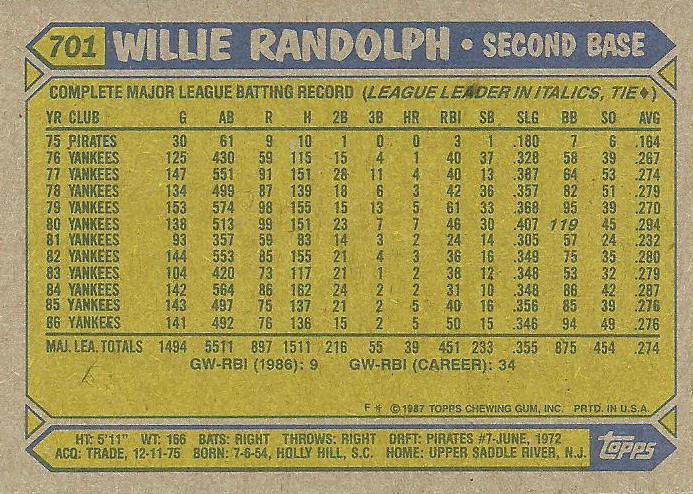 701 WILLIE RANDOLPH • SECOND BASE
COMPLETE MAJOR LEAGUE BATTING RECORD (LEAGUE LEADER IN ITALICS, TIE♦)
YR CLUB G AB R H 2B 3B HR RBI SB SLG BB SO AVG
75 PIRATES 30 61 9 10 1 0 0 3 1 .180 7 6 .164
76 YANKEES 125 430 59 115 15 4 1 40 37 .328 58 39 .267
77 YANKEES 147 551 91 151 28 11 4 40 13 .387 64 53 .274
78 YANKEES 134 499 87 139 18 6 3 42 36 .357 82 51 .279
79 YANKEES 153 574 98 155 15 13 5 61 33 .368 95 39 .270
80 YANKEES 138 513 99 151 23 7 7 46 30 .407 119 45 .294
81 YANKEES 93 357 59 83 14 3 2 24 14 .305 57 24 .232
82 YANKEES 144 553 85 155 21 4 3 36 16 .349 75 35 .280
83 YANKEES 104 420 73 117 21 1 2 38 12 .348 53 32 .279
84 YANKEES 142 564 86 162 24 2 2 31 10 .348 86 42 .287
85 YANKEES 143 497 75 137 21 2 5 40 16 .356 85 39 .276
86 YANKEES 141 492 76 136 15 2 5 50 15 .346 94 49 .276
MAJ. LEA. TOTALS 1494 5511 897 1511 216 55 39 451 233 .355 875 454 .274
GW-RBI (1986): 9 GW-RBI (CAREER): 34
F * © 1987 TOPPS CHEWING GUM, INC. PRTD. IN U.S.A.
HT: 5'11" WT: 166 BATS: RIGHT THROWS: RIGHT DRFT: PIRATES #7-JUNE, 1972
ACQ: TRADE, 12-11-75 BORN: 7-6-54, HOLLY HILL, S.C. HOME: UPPER SADDLE RIVER, N.J.
topps